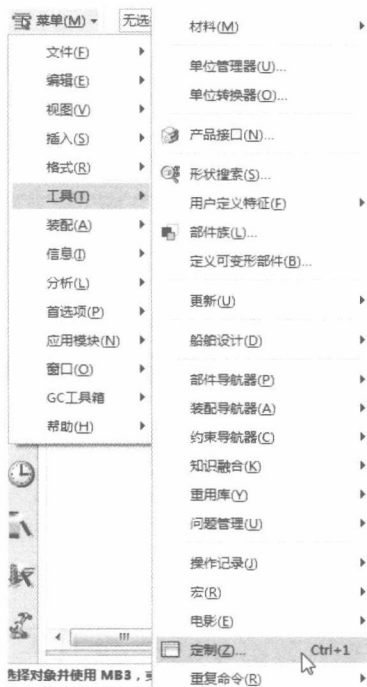 菜单(M)
无选
文件(F)
编辑(E)
视图(V)
插入(S)
格式(R)
工具(T)
装配(A)
信息(I)
分析(L)
首选项(P)
应用模块(N)
窗口(O)
GC工具箱
帮助(H)
选择对象并使用 MB3，
材料(M)
单位管理器(U)...
单位转换器(O)...
产品接口(N)...
形状搜索(S)...
用户定义特征(F)
部件族(L)...
定义可变形部件(B)...
更新(U)
船舶设计(D)
部件导航器(P)
装配导航器(A)
约束导航器(C)
知识融合(K)
重用库(Y)
问题管理(U)
操作记录(J)
宏(R)
电影(E)
定制(Z)... Ctrl+1
重复命令(R)